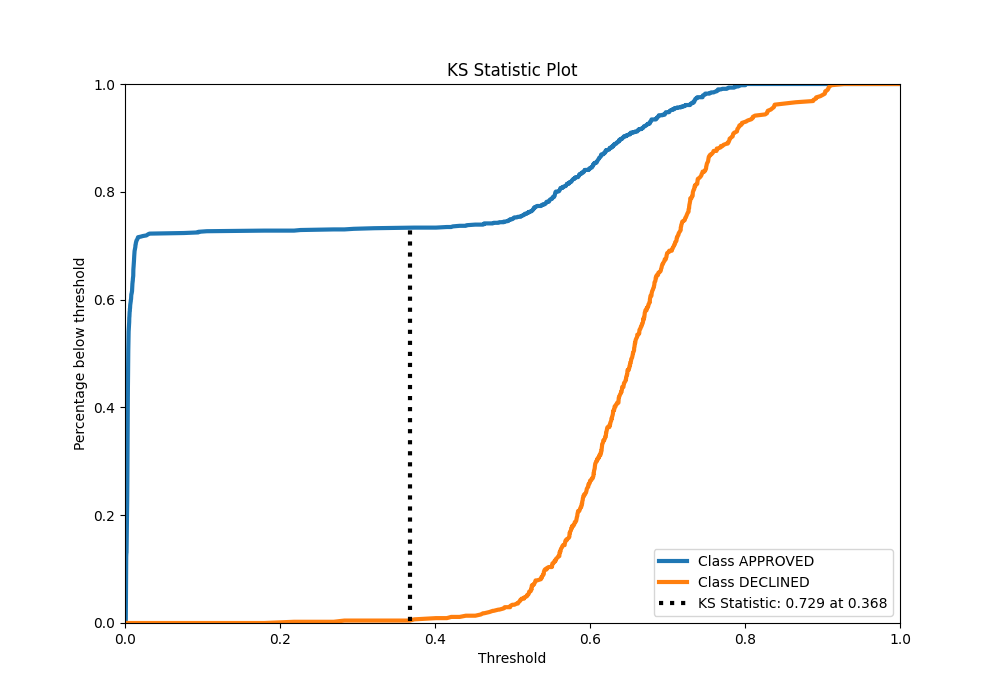 KS Statistic Plot
1.0
0.8
0.6
0.4
0.2
0.0
Percentage below threshold
0.0 0.2 0.4 0.6 0.8 1.0
Threshold
Class APPROVED
Class DECLINED
KS Statistic: 0.729 at 0.368